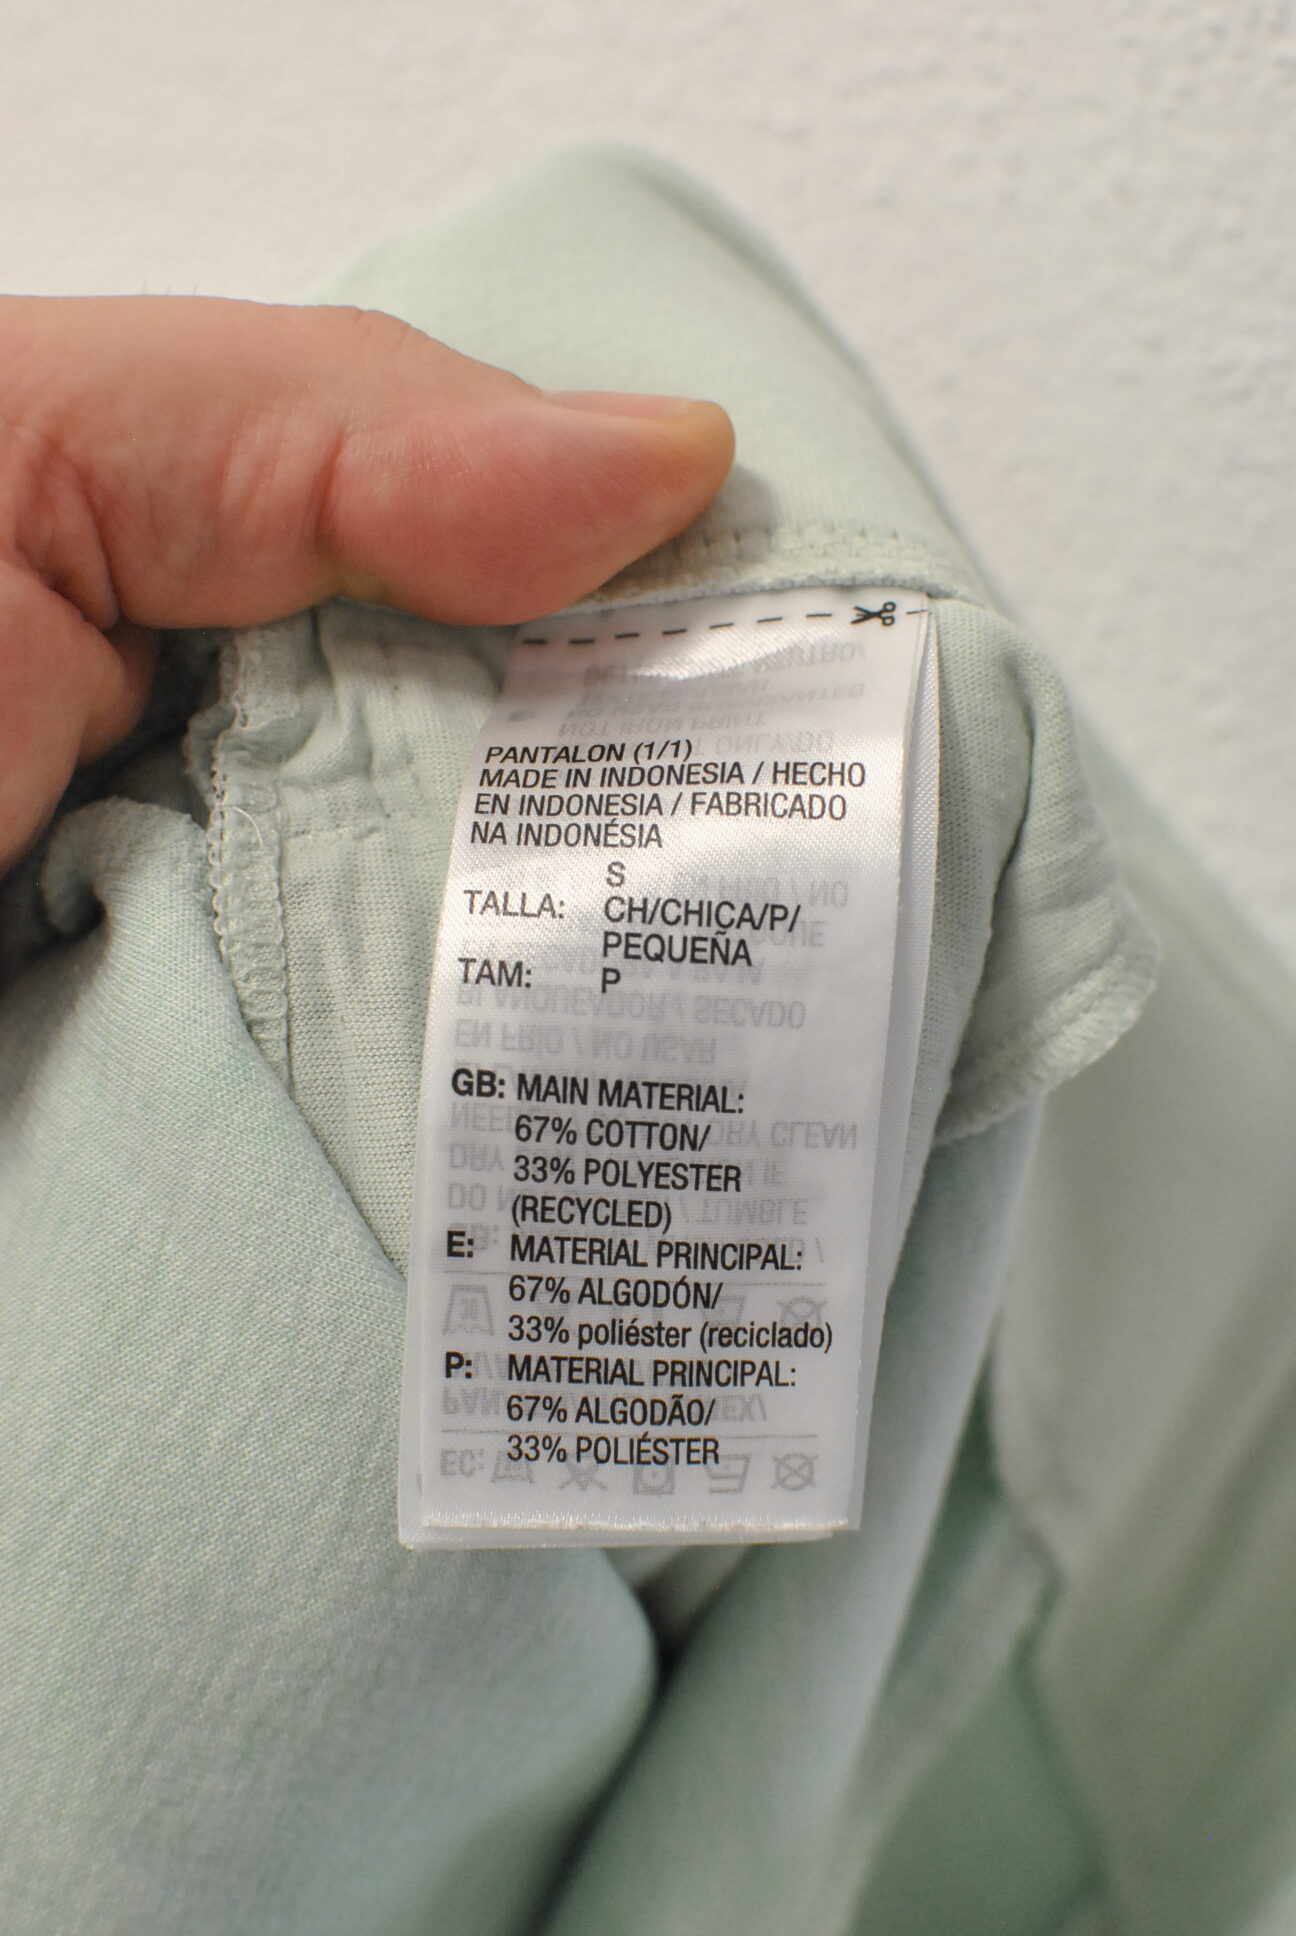 PANTALON (1/1)
MADE IN INDONESIA / HECHO
EN INDONESIA / FABRICADO
NA INDONÉSIA
S
TALLA: CH/CHICA/P/
PEQUEÑA
TAM: P
GB: MAIN MATERIAL:
67% COTTON/
33% POLYESTER
(RECYCLED)
E: MATERIAL PRINCIPAL:
67% ALGODÓN/
33% poliéster (reciclado)
P: MATERIAL PRINCIPAL:
67% ALGODÃO/
33% POLIÉSTER